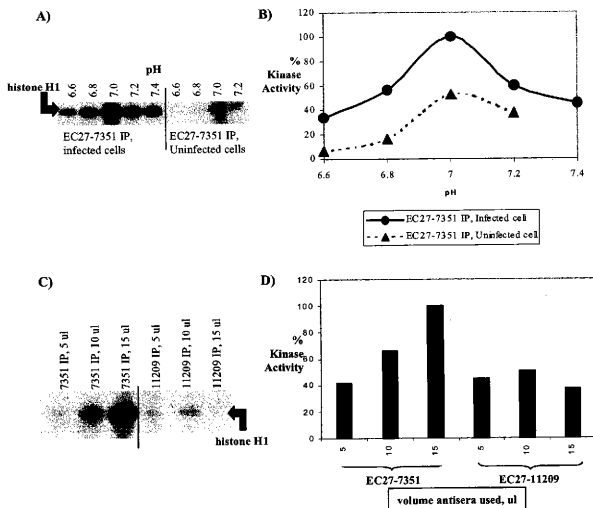 A)
pH
histone H1
6.6
6.8
7.0
7.2
7.4
6.6
6.8
7.0
7.2
EC27-7351 IP,
infected cells
EC27-7351 IP,
Uninfected cells
B)
%
Kinase
Activity
120
100
80
60
40
20
0
6.6
6.8
7
7.2
7.4
pH
EC27-7351 IP, Infected cell
EC27-7351 IP, Uninfected cell
C)
7351 IP, 5 ul
7351 IP, 10 ul
7351 IP, 15 ul
11209 IP, 5 ul
11209 IP, 10 ul
11209 IP, 15 ul
histone H1
D)
%
Kinase
Activity
120
100
80
60
40
20
0
5
10
15
5
10
15
EC27-7351
EC27-11209
volume antisera used, ul